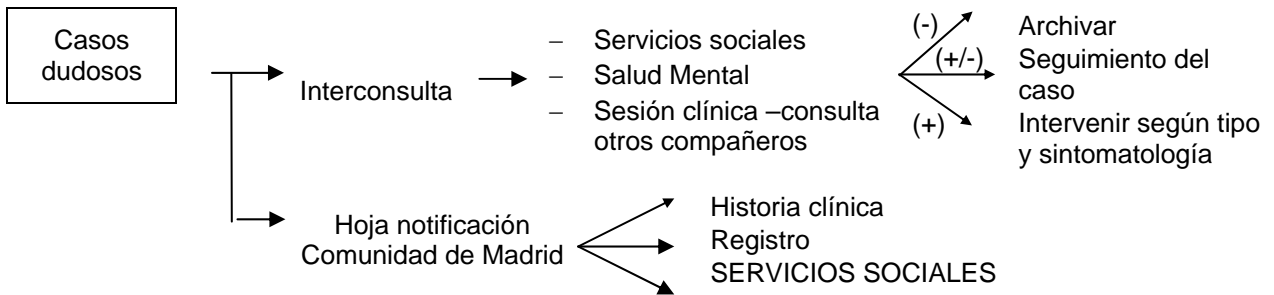 Casos
dudosos
Interconsulta
– Servicios sociales
– Salud Mental
– Sesión clínica –consulta
otros compañeros
(-)
(+/-)
(+)
Archivar
Seguimiento del
caso
Intervenir según tipo
y sintomatología
Hoja notificación
Comunidad de Madrid
Historia clínica
Registro
SERVICIOS SOCIALES